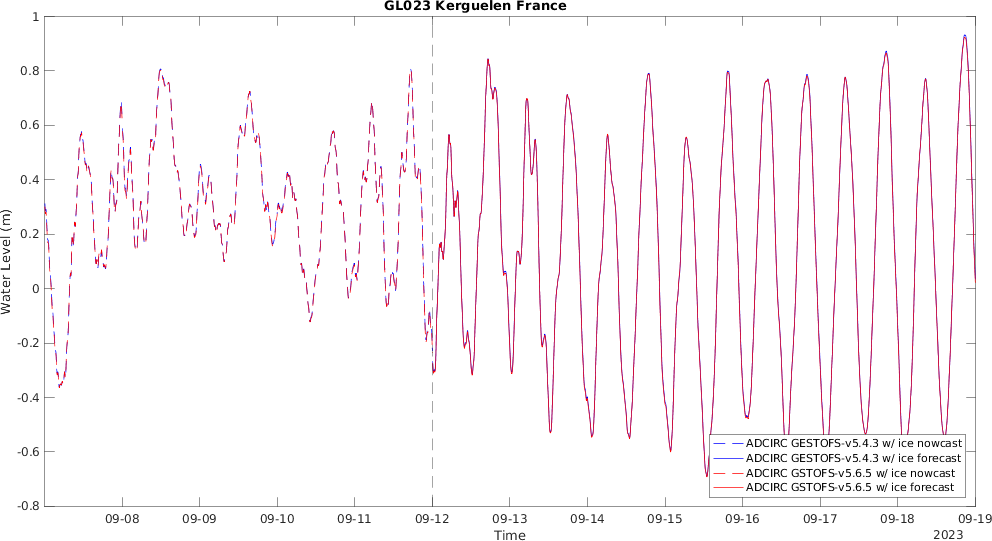 GL023 Kerguelen France
Water Level (m)
1
0.8
0.6
0.4
0.2
0
-0.2
-0.4
-0.6
-0.8
ADCIRC GESTOFS-v5.4.3 w/ ice nowcast
ADCIRC GESTOFS-v5.4.3 w/ ice forecast
ADCIRC GSTOFS-v5.6.5 w/ ice nowcast
ADCIRC GSTOFS-v5.6.5 w/ ice forecast
09-08 09-09 09-10 09-11 09-12 09-13 09-14 09-15 09-16 09-17 09-18 09-19
Time
2023